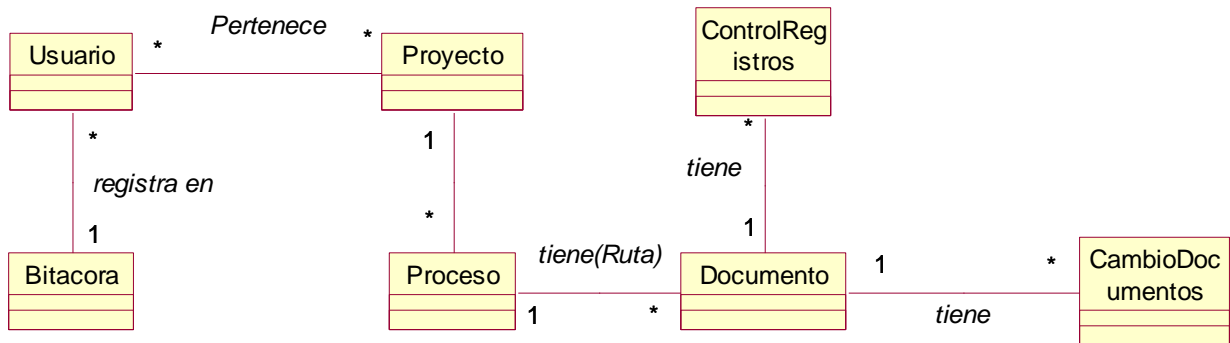 Pertenece
Usuario
*
*
Proyecto
ControlReg
istros
*
1
*
registra en
tiene
1
*
1
Bitacora
Proceso
tiene(Ruta)
1
*
Documento
1
*
tiene
CambioDoc
umentos